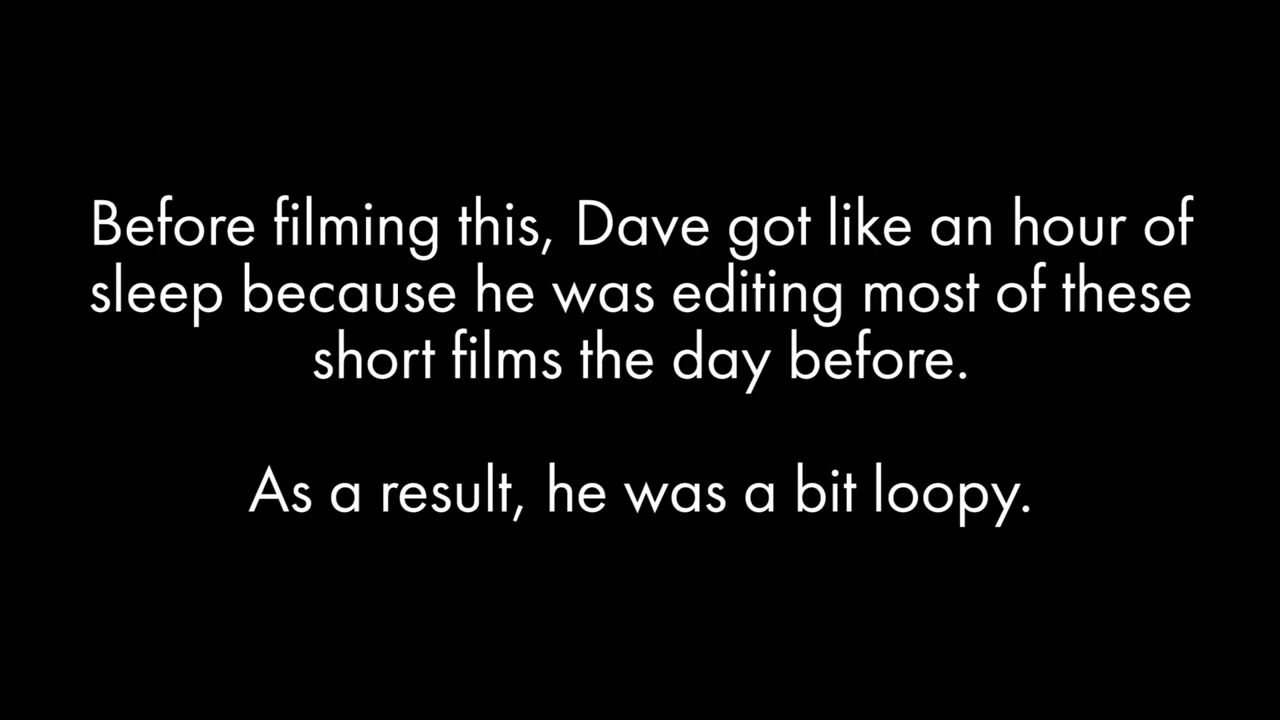 Before filming this, Dave got like an hour of
sleep because he was editing most of these
short films the day before.
As a result, he was a bit loopy.